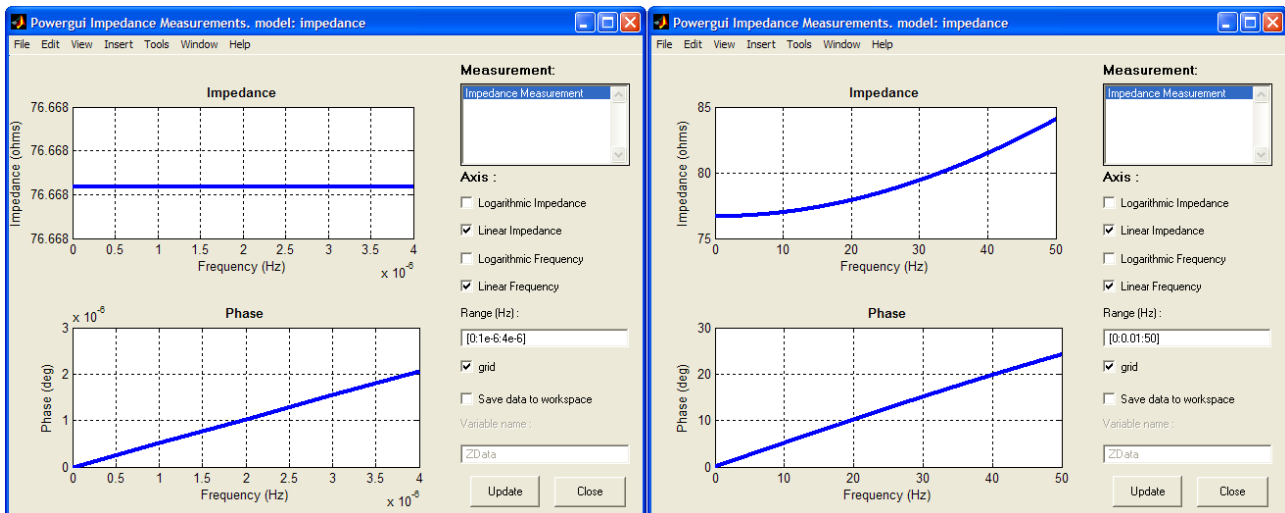 Powergui Impedance Measurements. model: impedance
File Edit View Insert Tools Window Help
Impedance
76.668
76.668
76.668
76.668
Impedance (ohms)
0 0.5 1 1.5 2 2.5 3 3.5 4
Frequency (Hz)
x 10^-6
Phase
x 10^-6
3
2
1
0
Phase (deg)
0 0.5 1 1.5 2 2.5 3 3.5 4
Frequency (Hz)
x 10^-6
Measurement:
Impedance Measurement
Axis :
Logarithmic Impedance
Linear Impedance
Logarithmic Frequency
Linear Frequency
Range (Hz) :
[0:1e-6:4e-6]
grid
Save data to workspace
Variable name :
ZData
Update Close
Powergui Impedance Measurements. model: impedance
File Edit View Insert Tools Window Help
Impedance
85
80
75
Impedance (ohms)
0 10 20 30 40 50
Frequency (Hz)
Phase
30
20
10
0
Phase (deg)
0 10 20 30 40 50
Frequency (Hz)
Measurement:
Impedance Measurement
Axis :
Logarithmic Impedance
Linear Impedance
Logarithmic Frequency
Linear Frequency
Range (Hz) :
[0:0.01:50]
grid
Save data to workspace
Variable name :
ZData
Update Close